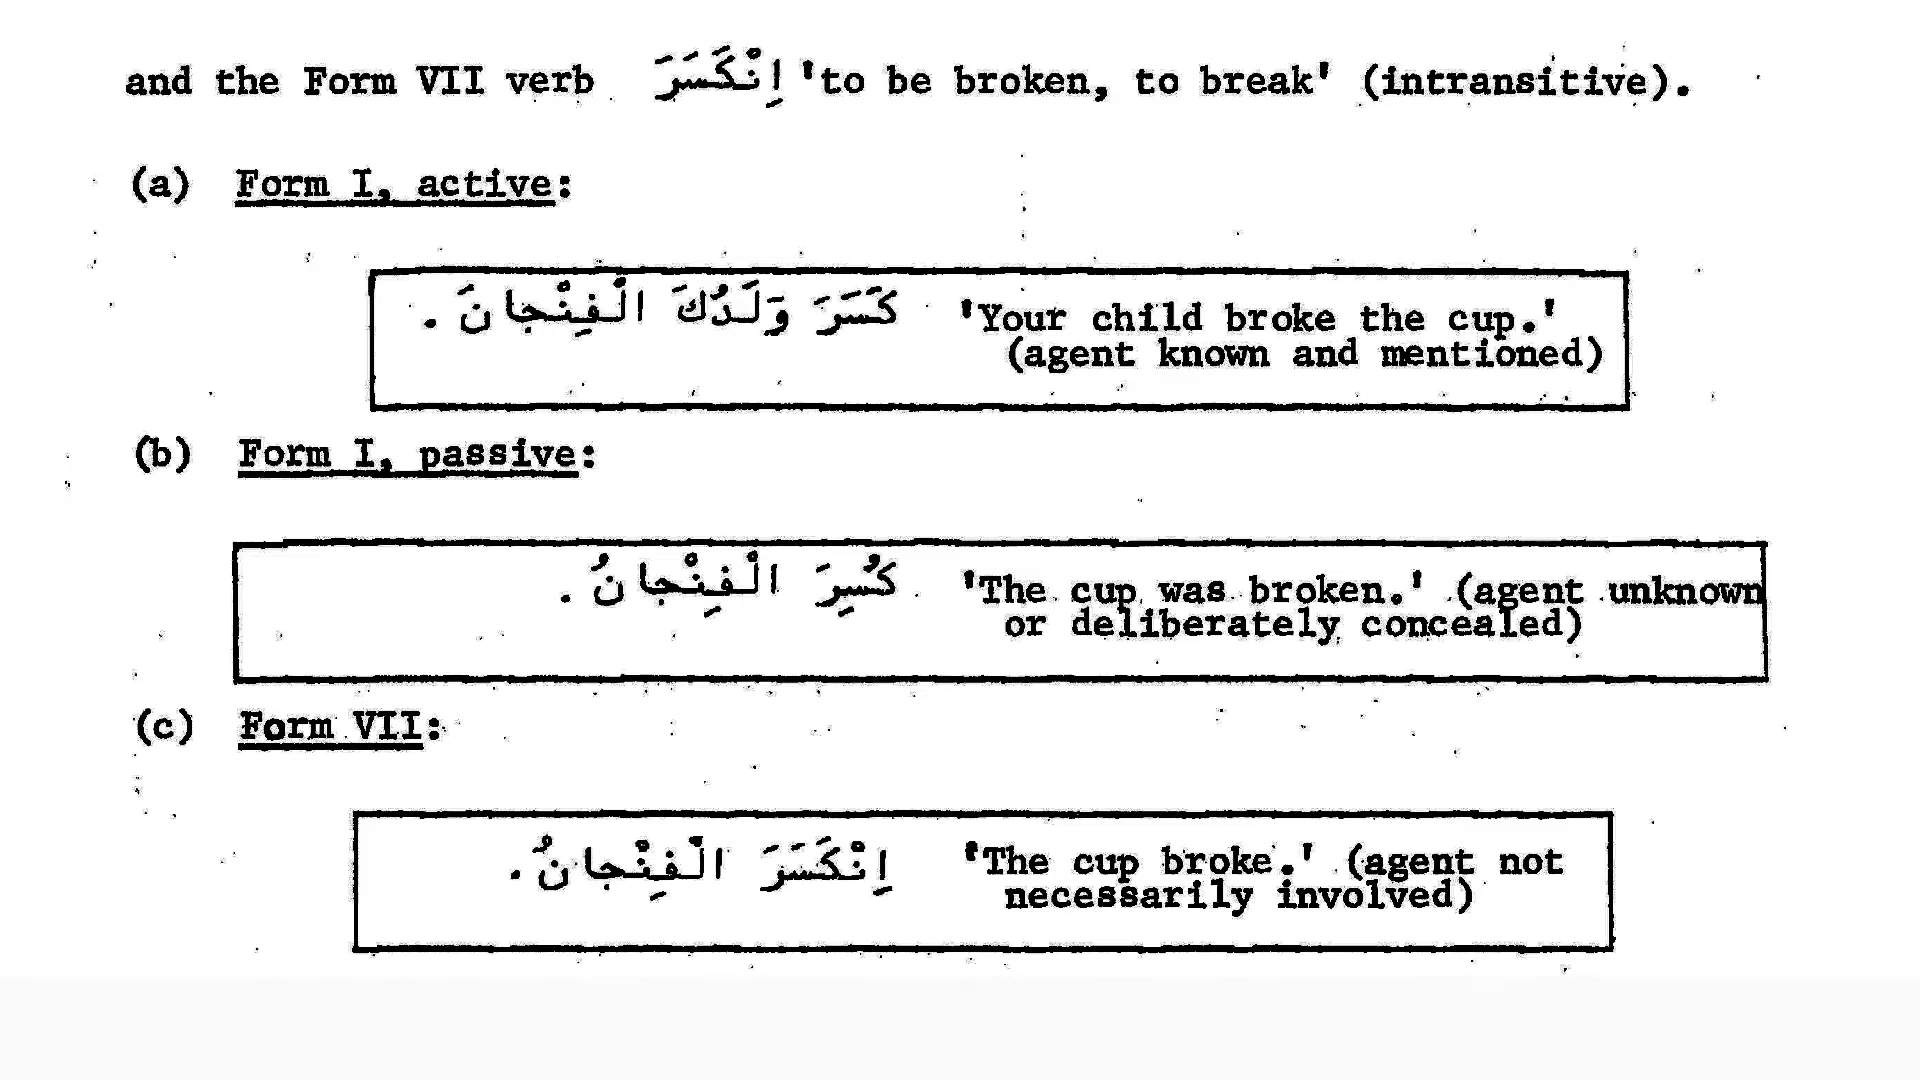 and the Form VII verb اِنْكَسَرَ 'to be broken, to break' (intransitive).
(a) Form I, active:
كَسَرَ وَلَدُكَ الْفِنْجانَ . 'Your child broke the cup.'
(agent known and mentioned)
(b) Form I, passive:
كُسِرَ الْفِنْجانُ . 'The cup was broken.' (agent unknown
or deliberately concealed)
(c) Form VII:
اِنْكَسَرَ الْفِنْجانُ . 'The cup broke.' (agent not
necessarily involved)